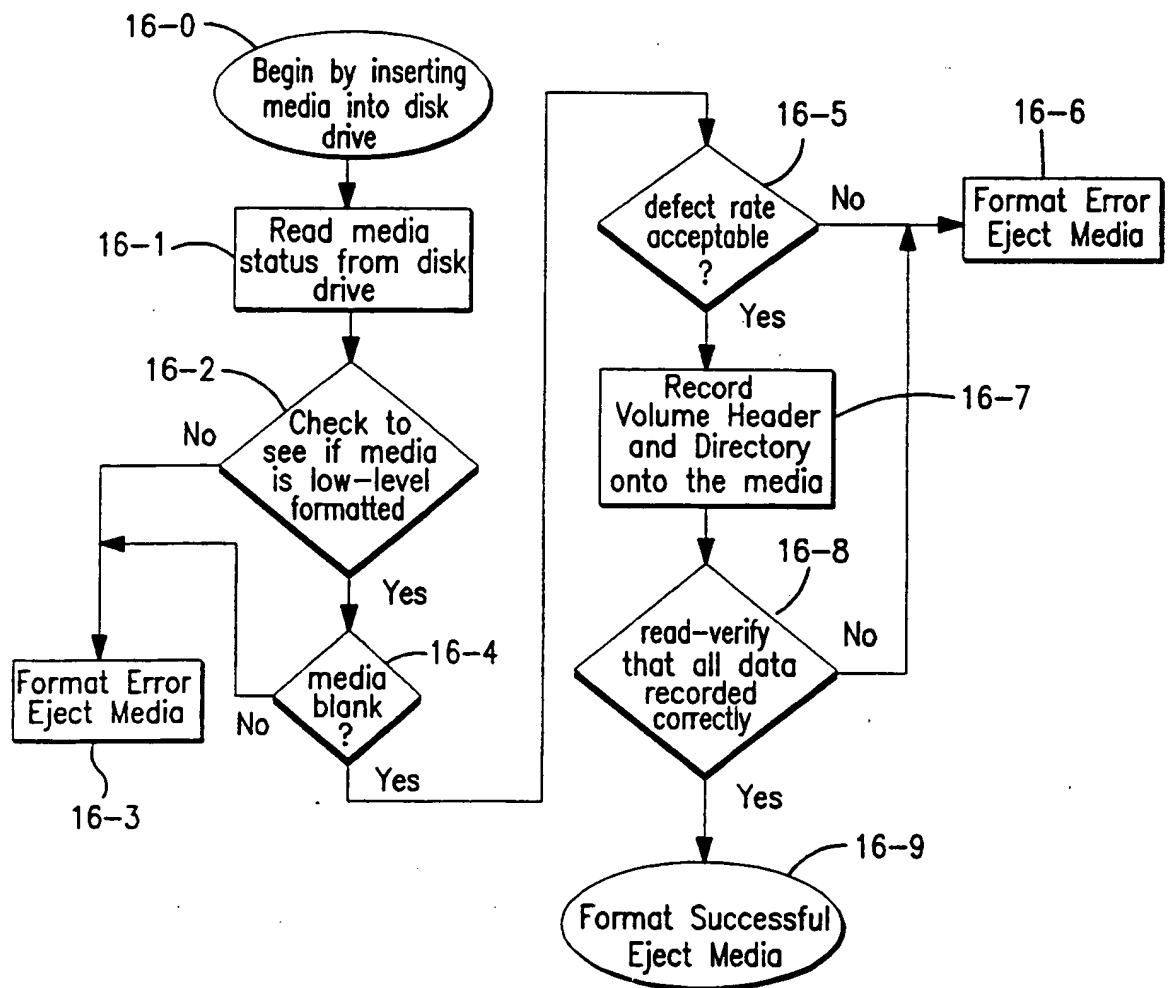 16-0
Begin by inserting
media into disk
drive
16-1
Read media
status from disk
drive
16-2
No
Check to
see if media
is low-level
formatted
Yes
16-4
media
blank
?
No
Yes
Format Error
Eject Media
16-3
16-5
defect rate
acceptable
?
No
Yes
16-6
Format Error
Eject Media
Record
Volume Header
and Directory
onto the media
16-7
16-8
read-verify
that all data
recorded
correctly
No
Yes
16-9
Format Successful
Eject Media